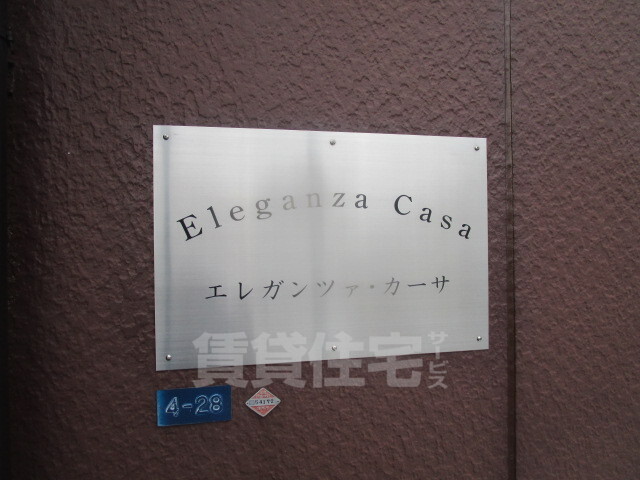 Eleganza Casa
エレガンツァ・カーサ
賃貸住宅サービス
4-28